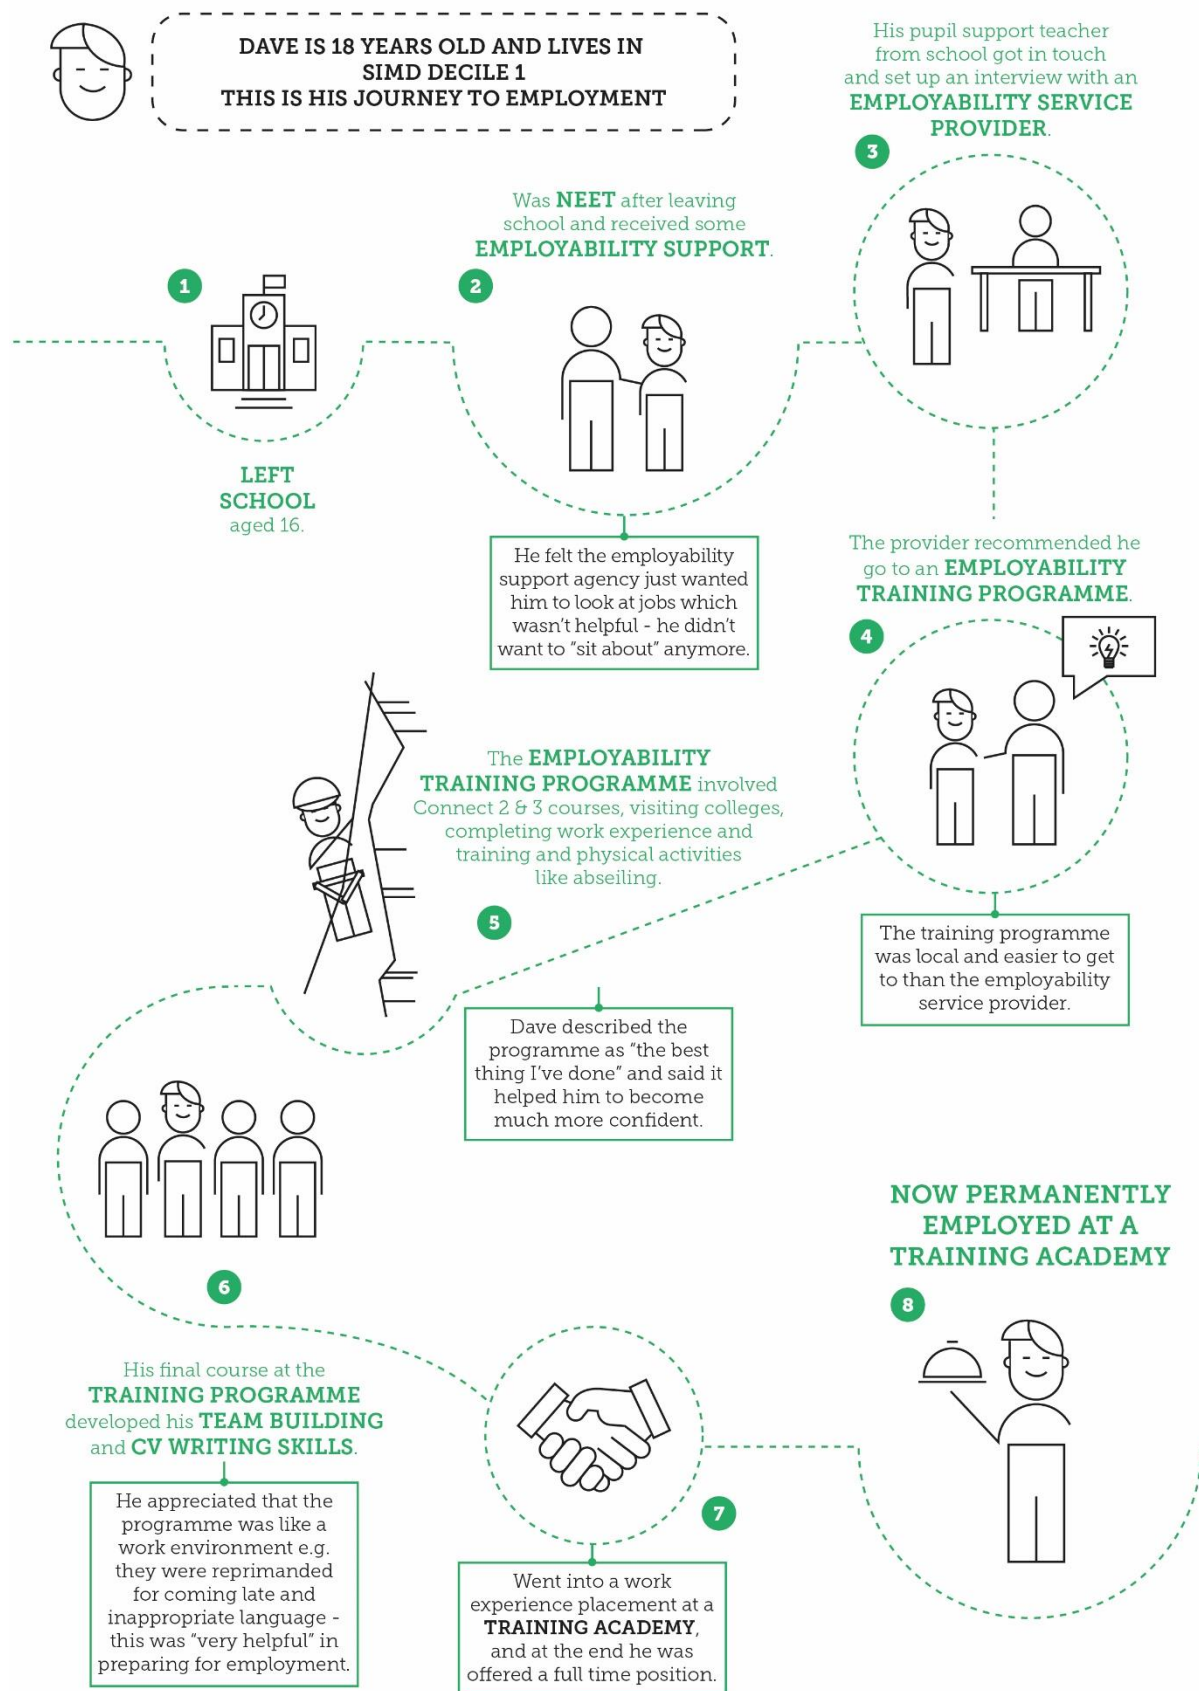 DAVE IS 18 YEARS OLD AND LIVES IN
SIMD DECILE 1
THIS IS HIS JOURNEY TO EMPLOYMENT
1
LEFT
SCHOOL
aged 16.
Was NEET after leaving
school and received some
EMPLOYABILITY SUPPORT.
2
He felt the employability
support agency just wanted
him to look at jobs which
wasn't helpful - he didn't
want to "sit about" anymore.
His pupil support teacher
from school got in touch
and set up an interview with an
EMPLOYABILITY SERVICE
PROVIDER.
3
The provider recommended he
go to an EMPLOYABILITY
TRAINING PROGRAMME.
4
The training programme
was local and easier to get
to than the employability
service provider.
The EMPLOYABILITY
TRAINING PROGRAMME involved
Connect 2 & 3 courses, visiting colleges,
completing work experience and
training and physical activities
like abseiling.
5
Dave described the
programme as "the best
thing I've done" and said it
helped him to become
much more confident.
6
His final course at the
TRAINING PROGRAMME
developed his TEAM BUILDING
and CV WRITING SKILLS.
He appreciated that the
programme was like a
work environment e.g.
they were reprimanded
for coming late and
inappropriate language -
this was "very helpful" in
preparing for employment.
7
Went into a work
experience placement at a
TRAINING ACADEMY,
and at the end he was
offered a full time position.
NOW PERMANENTLY
EMPLOYED AT A
TRAINING ACADEMY
8